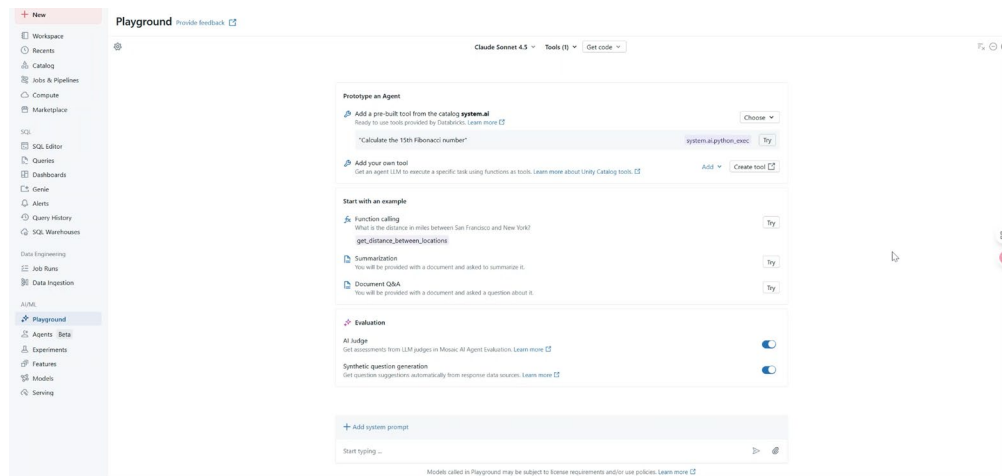 New
Playground Provide feedback
Workspace
Recents
Catalog
Jobs & Pipelines
Compute
Marketplace
SQL
SQL Editor
Queries
Dashboards
Genie
Alerts
Query History
SQL Warehouses
Data Engineering
Job Runs
Data Ingestion
AI/ML
Playground
Agents Beta
Experiments
Features
Models
Serving
Claude Sonnet 4.5 Tools (1) Get code
Prototype an Agent
Add a pre-built tool from the catalog system.ai
Ready to use tools provided by Databricks. Learn more
Choose
"Calculate the 15th Fibonacci number" system.ai.python_exec Try
Add your own tool
Get an agent LLM to execute a specific task using functions as tools. Learn more about Unity Catalog tools.
Add Create tool
Start with an example
Function calling
What is the distance in miles between San Francisco and New York?
Try
get_distance_between_locations
Summarization
You will be provided with a document and asked to summarize it.
Try
Document Q&A
You will be provided with a document and asked a question about it.
Try
Evaluation
AI Judge
Get assessments from LLM judges in Mosaic AI Agent Evaluation. Learn more
Synthetic question generation
Get question suggestions automatically from response data sources. Learn more
Add system prompt
Start typing ...
Models called in Playground may be subject to license requirements and/or use policies. Learn more